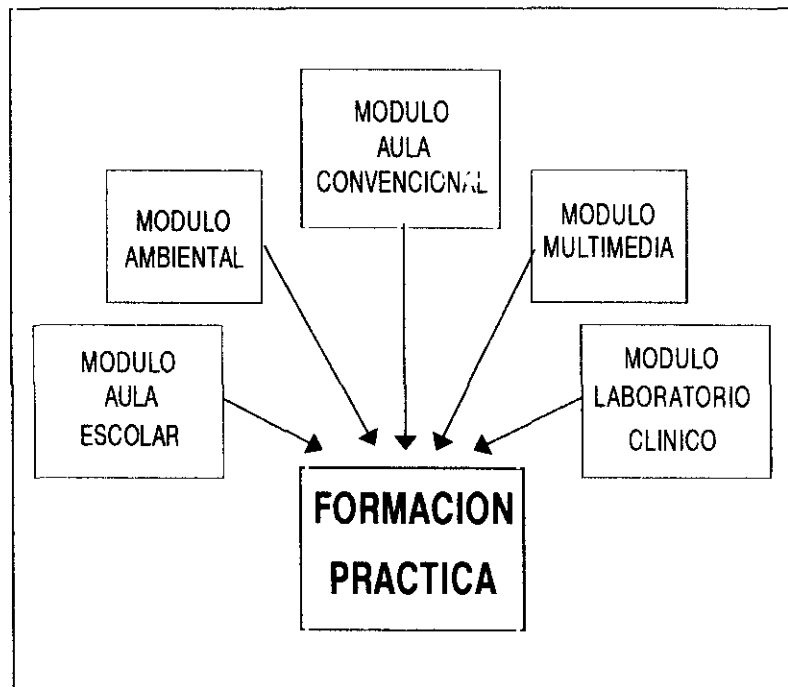 MODULO
AULA
CONVENCIONAL
MODULO
AMBIENTAL
MODULO
MULTIMEDIA
MODULO
AULA
ESCOLAR
MODULO
LABORATORIO
CLINICO
FORMACION
PRACTICA